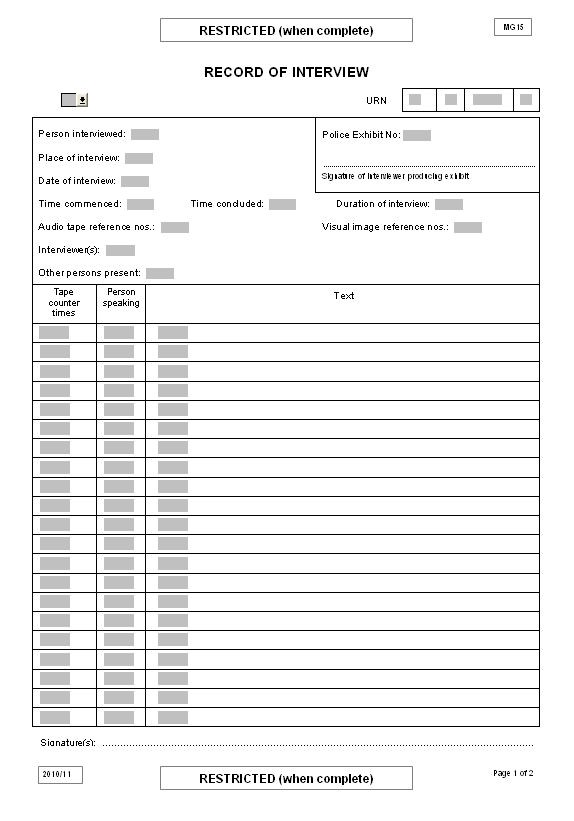 RESTRICTED (when complete)
MG15
RECORD OF INTERVIEW
URN
Person interviewed:
Police Exhibit No:
Place of interview:
Signature of interviewer producing exhibit
Date of interview:
Time commenced: Time concluded: Duration of interview:
Audio tape reference nos.: Visual image reference nos.:
Interviewer(s):
Other persons present:
Tape counter times
Person speaking
Text
Signature(s):
2010/11
RESTRICTED (when complete)
Page 1 of 2